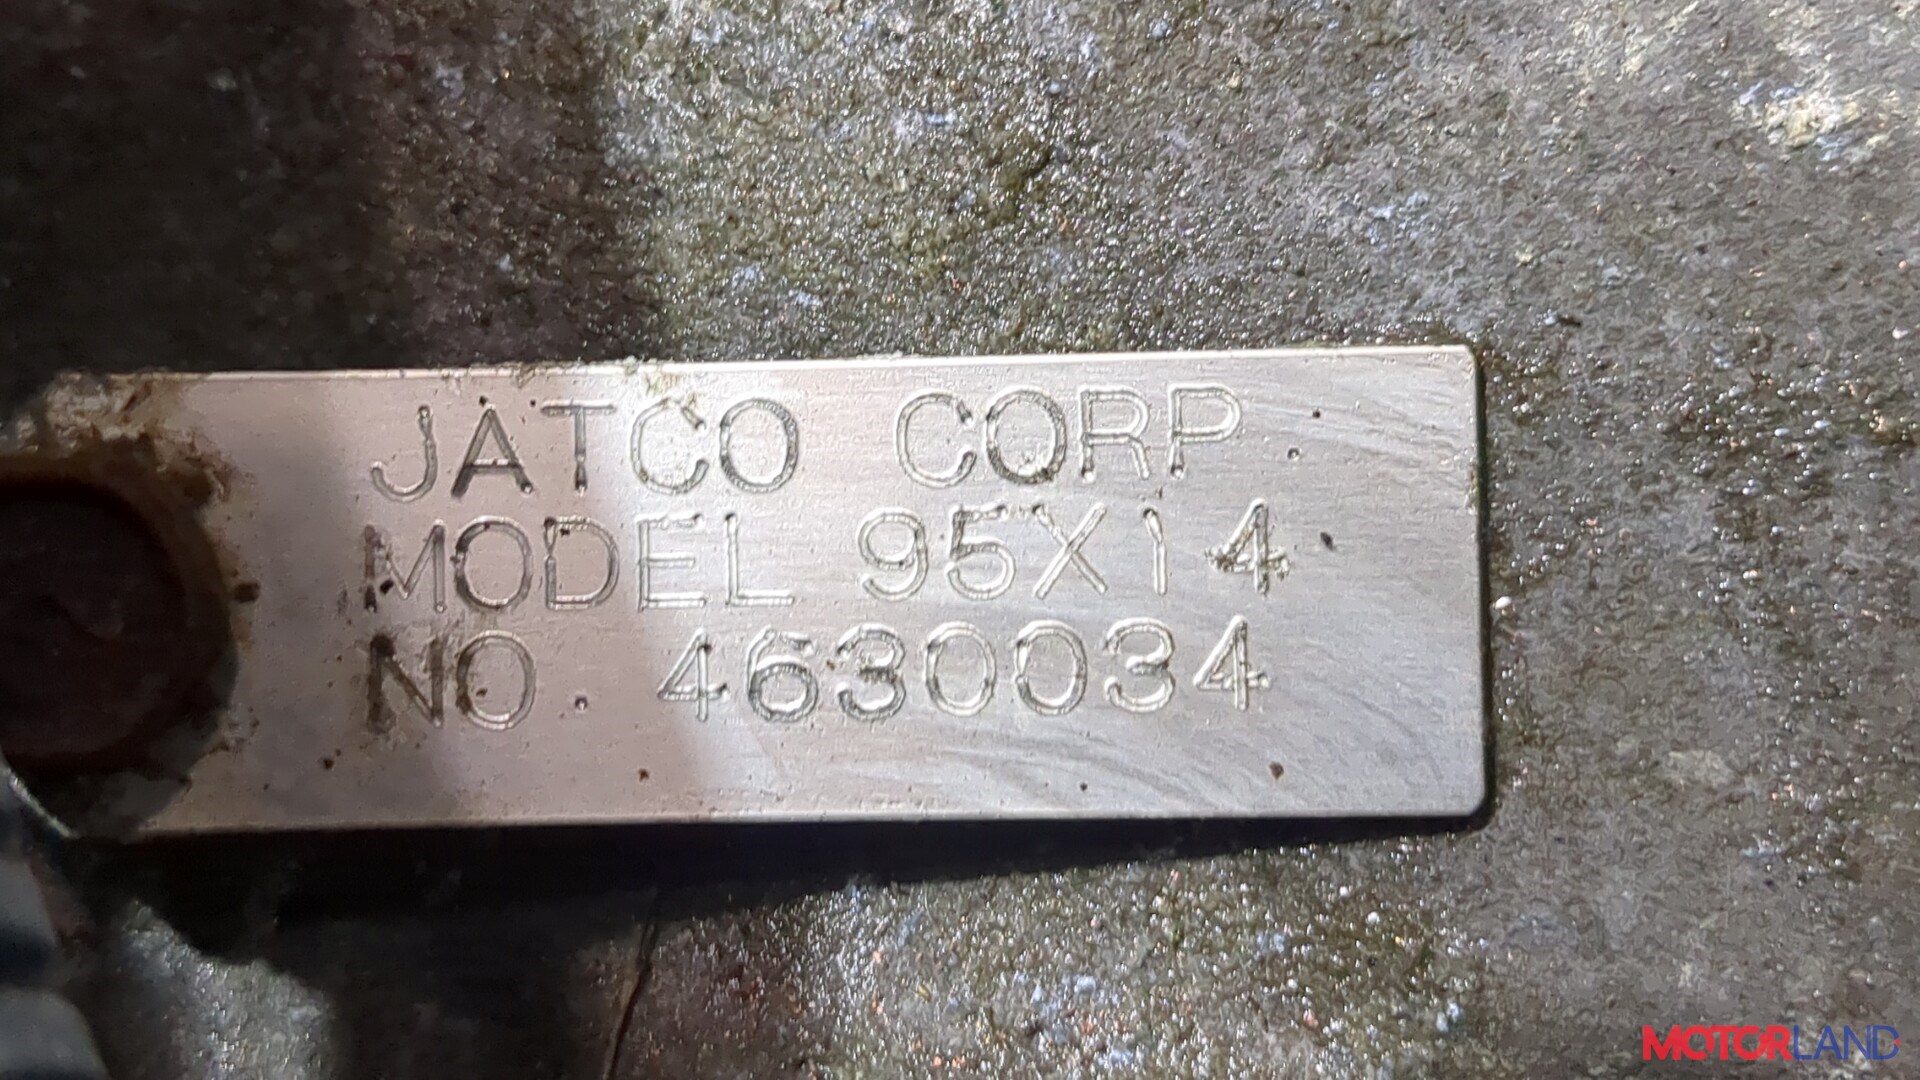 JATCO CORP
MODEL 95X14
NO. 4630034
MOTORLAND